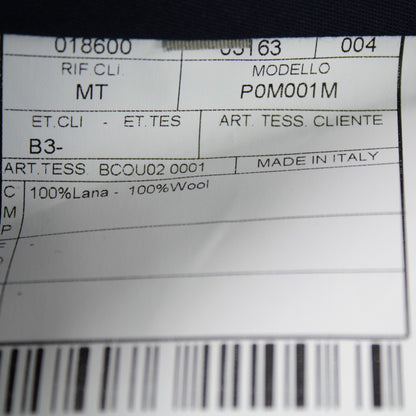 018600 03163 004
RIF.CLI. MODELLO
MT P0M001M
ET.CLI - ET.TES ART. TESS. CLIENTE
B3-
ART.TESS BCOU02 0001 MADE IN ITALY
C 100%Lana - 100%Wool
M
P
-
-